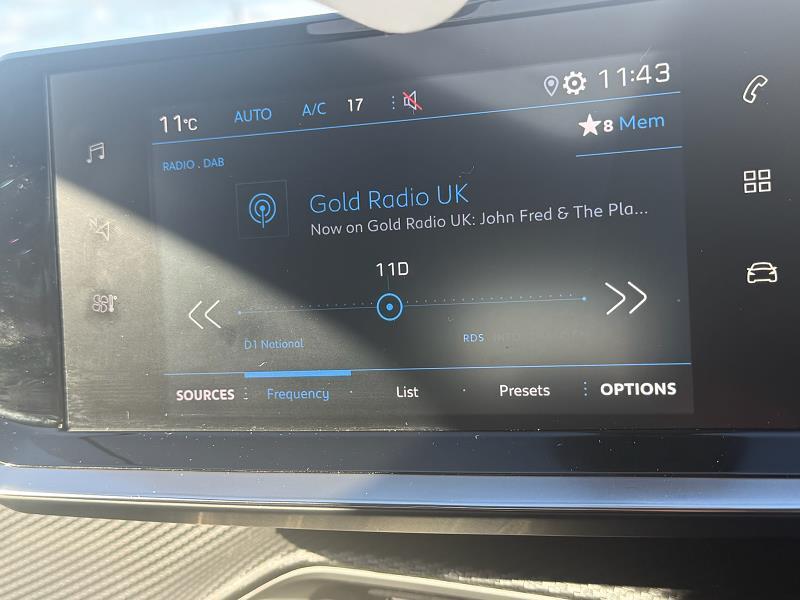 11°C AUTO A/C 17 11:43
8 Mem
RADIO . DAB
Gold Radio UK
Now on Gold Radio UK: John Fred & The Pla...
11D
D1 National RDS
SOURCES Frequency List Presets OPTIONS